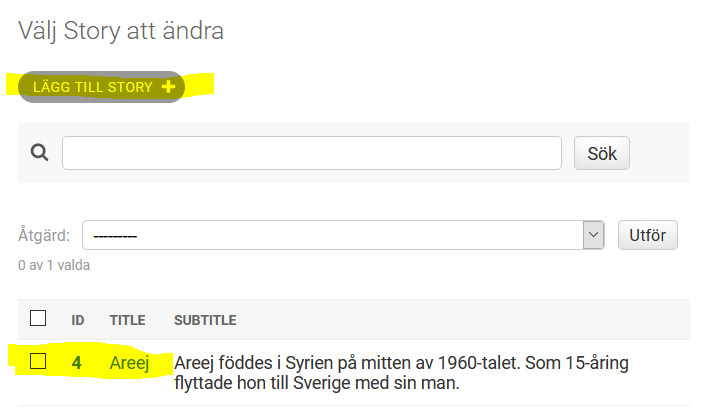 Välj Story att ändra
LÄGG TILL STORY +
Sök
Åtgärd: --------- Utför
0 av 1 valda
ID TITLE SUBTITLE
4 Areej Areej föddes i Syrien på mitten av 1960-talet. Som 15-åring
flyttade hon till Sverige med sin man.